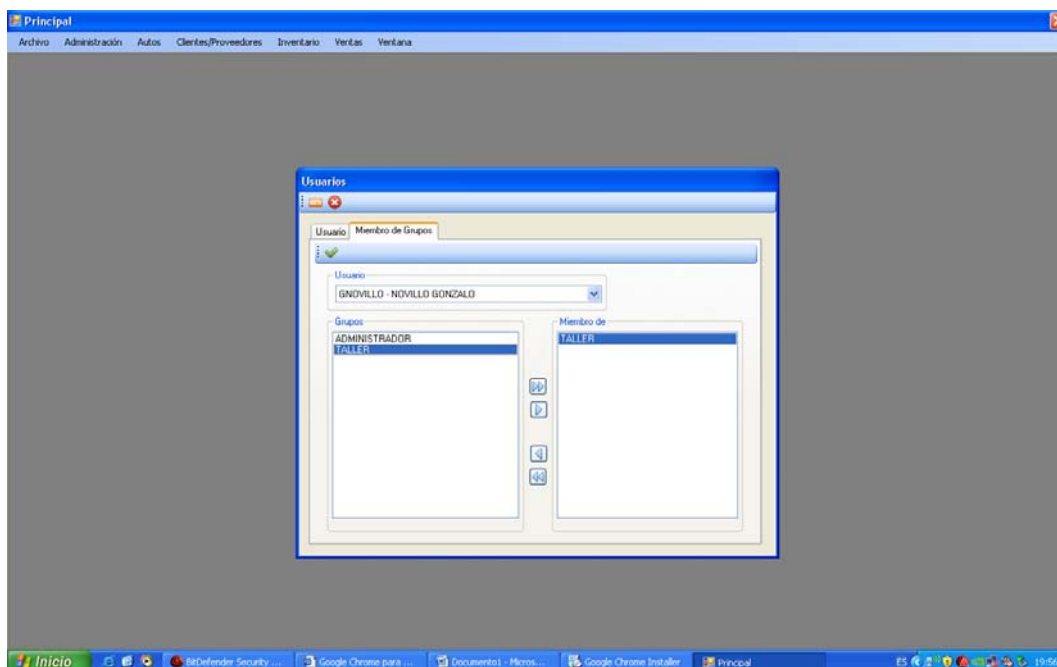 Principal
Archivo Administración Autos Clientes/Proveedores Inventario Ventas Ventana
Usuarios
Usuario Miembro de Grupos
Usuario
GNOVILLO - NOVILLO GONZALO
Grupos Miembro de
ADMINISTRADOR TALLER
TALLER
Inicio BitDefender Security ... Google Chrome para ... Documento1 - Micros... Google Chrome Installer Principal ES